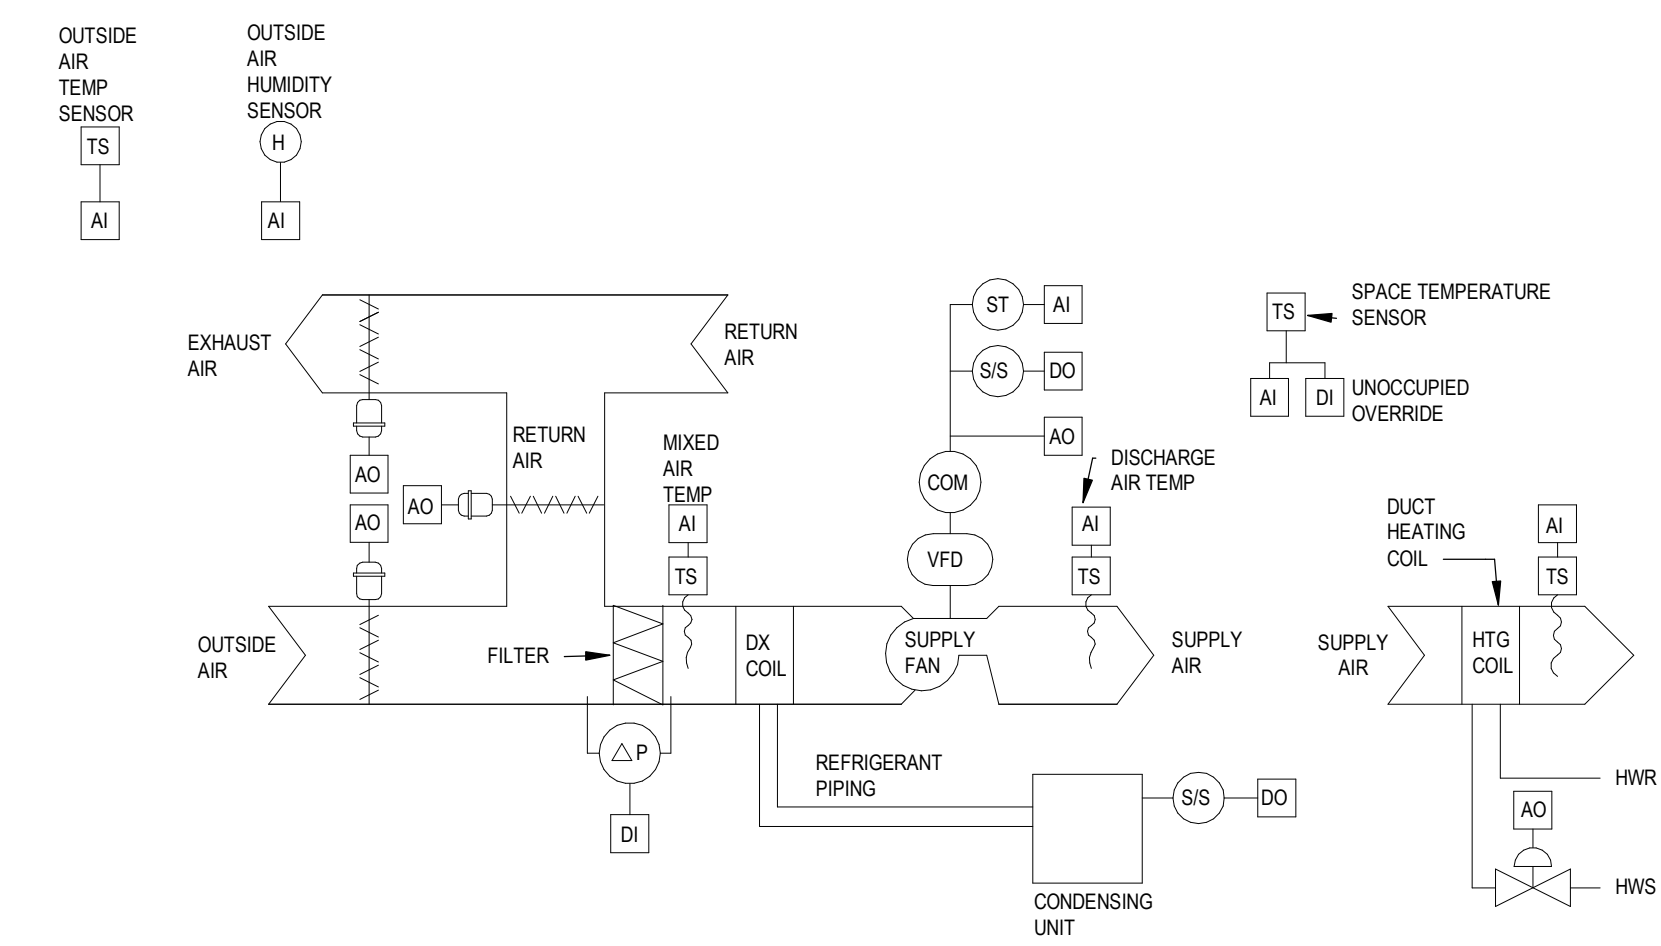 OUTSIDE
AIR
TEMP
SENSOR
TS
AI
OUTSIDE
AIR
HUMIDITY
SENSOR
H
AI
EXHAUST
AIR
RETURN
AIR
AO
AO
AO
RETURN
AIR
MIXED
AIR
TEMP
AI
TS
ST
AI
S/S
DO
AO
COM
VFD
DISCHARGE
AIR TEMP
AI
TS
TS
SPACE TEMPERATURE
SENSOR
AI
DI
UNOCCUPIED
OVERRIDE
OUTSIDE
AIR
FILTER
DX
COIL
SUPPLY
FAN
SUPPLY
AIR
△P
DI
REFRIGERANT
PIPING
S/S
DO
CONDENSING
UNIT
DUCT
HEATING
COIL
AI
TS
SUPPLY
AIR
HTG
COIL
HWR
AO
HWS